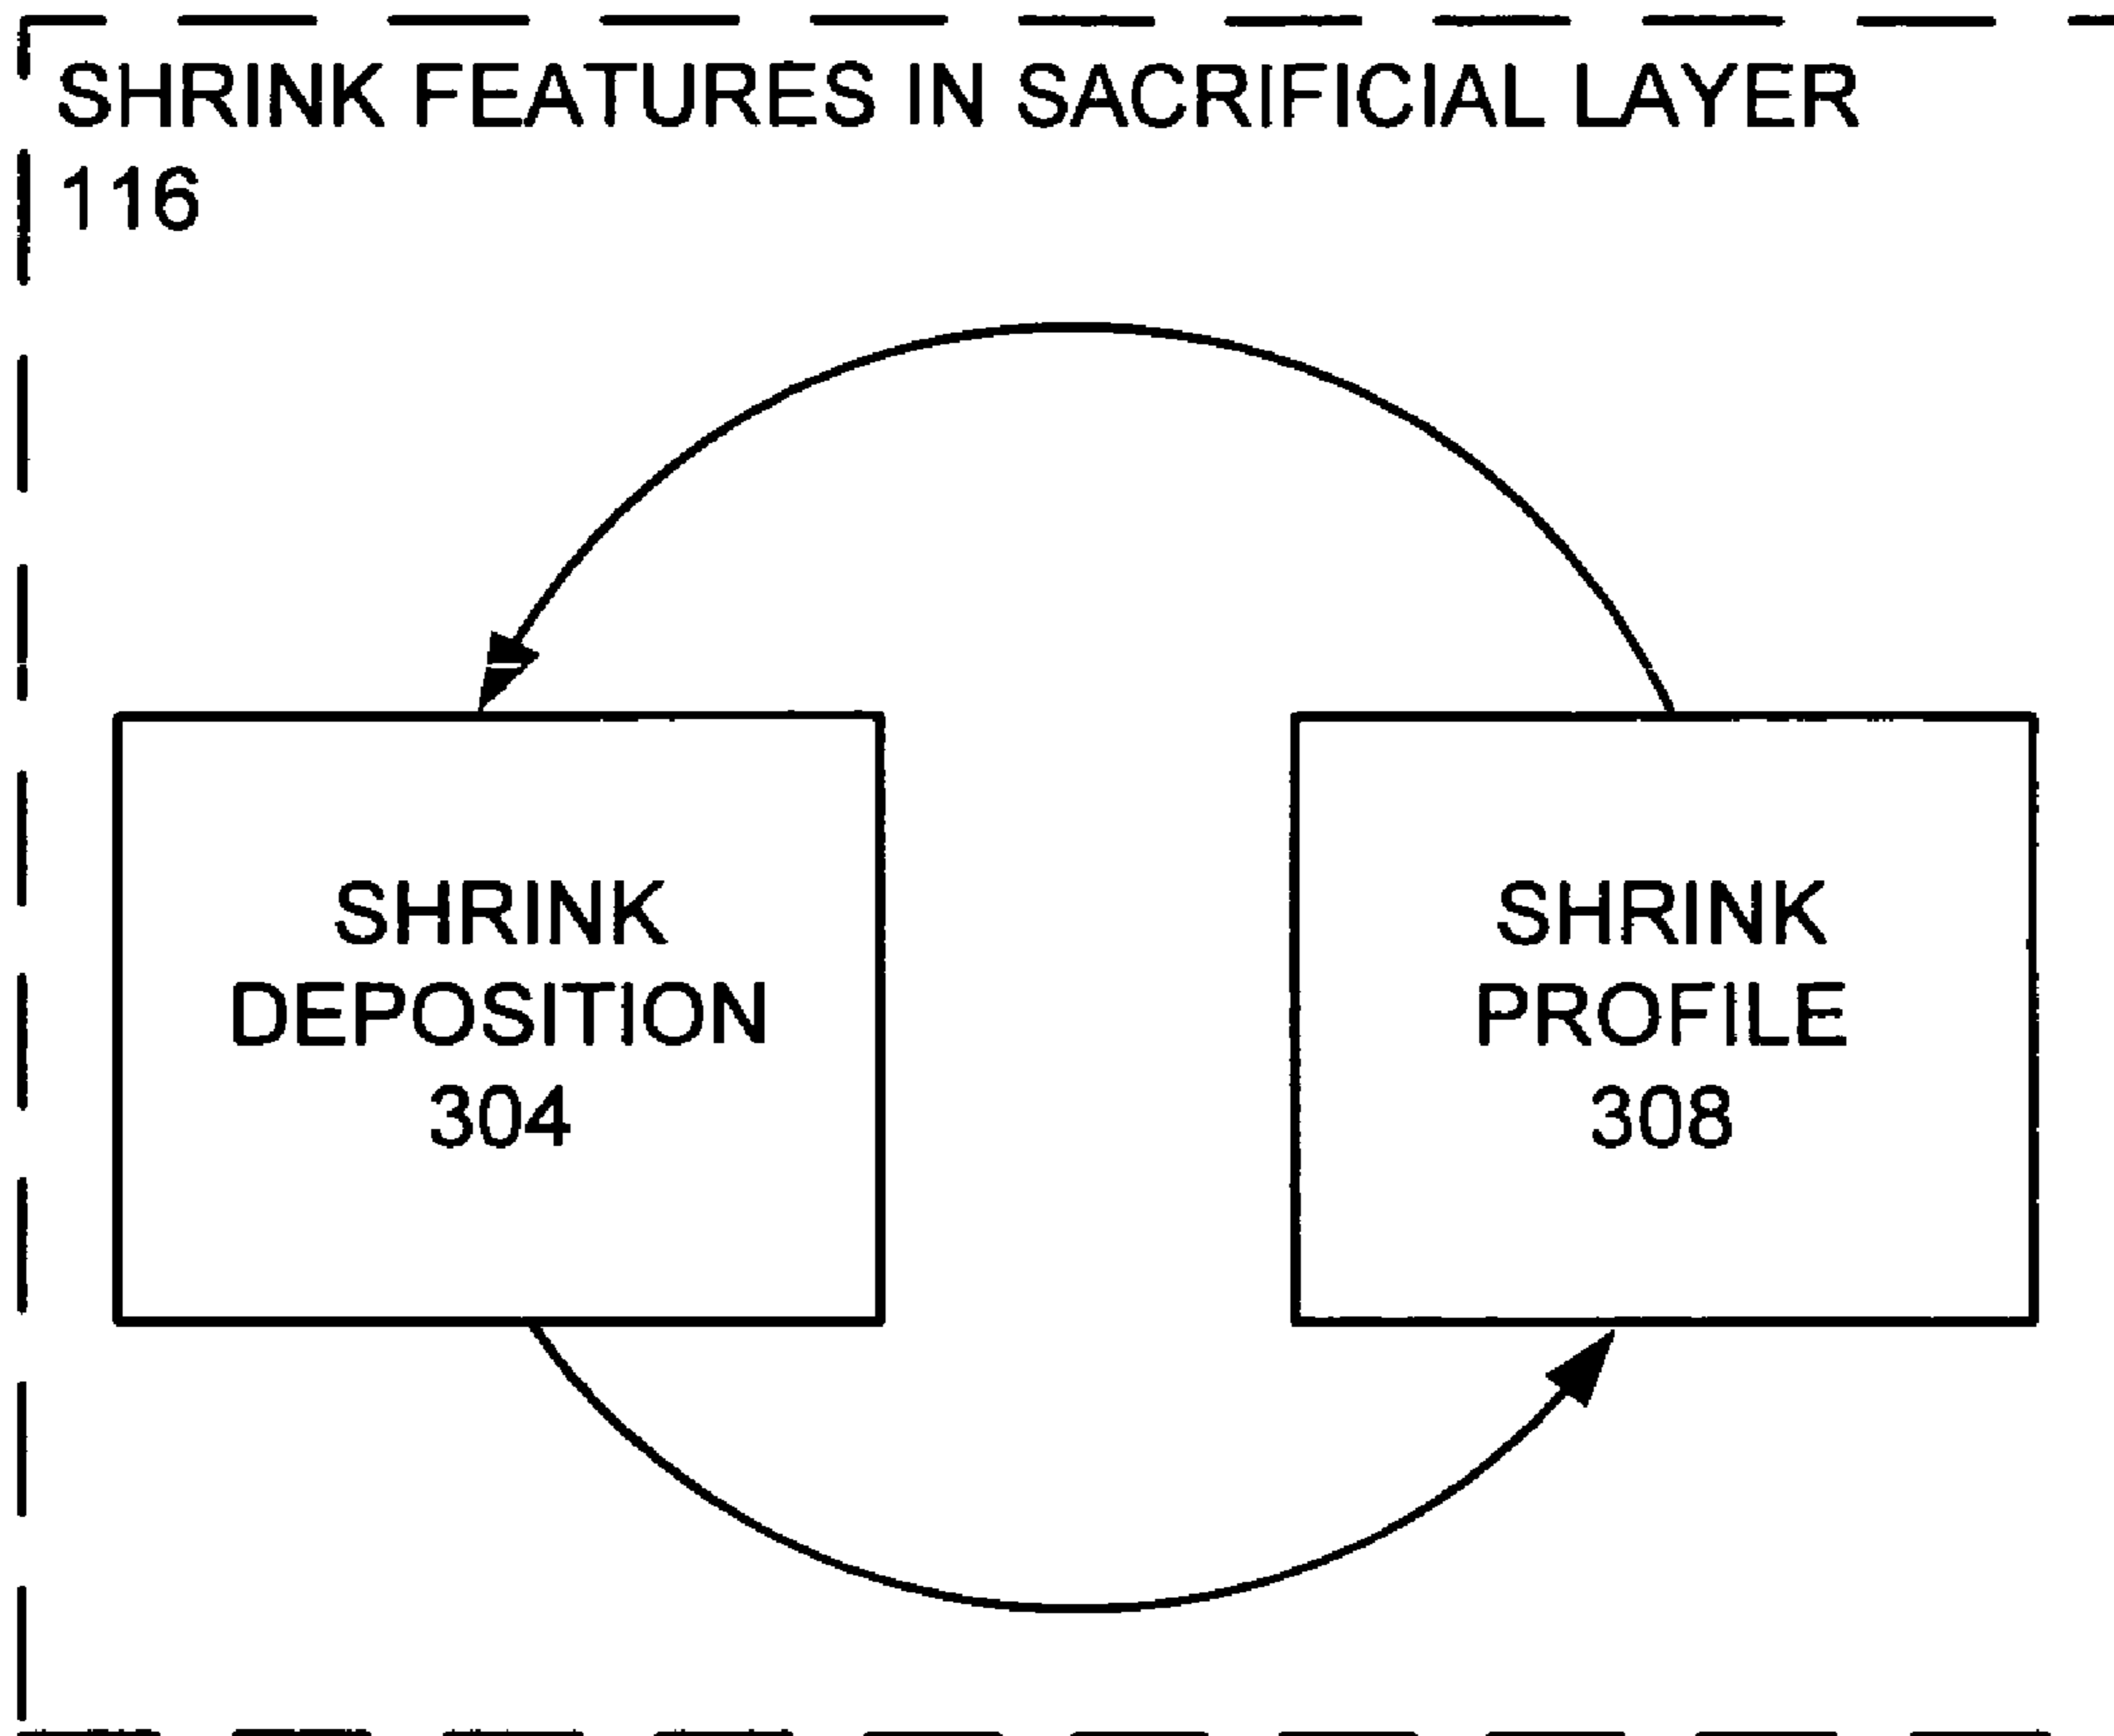 SHRINK FEATURES IN SACRIFICIAL LAYER
116
SHRINK
DEPOSITION
304
SHRINK
PROFILE
308